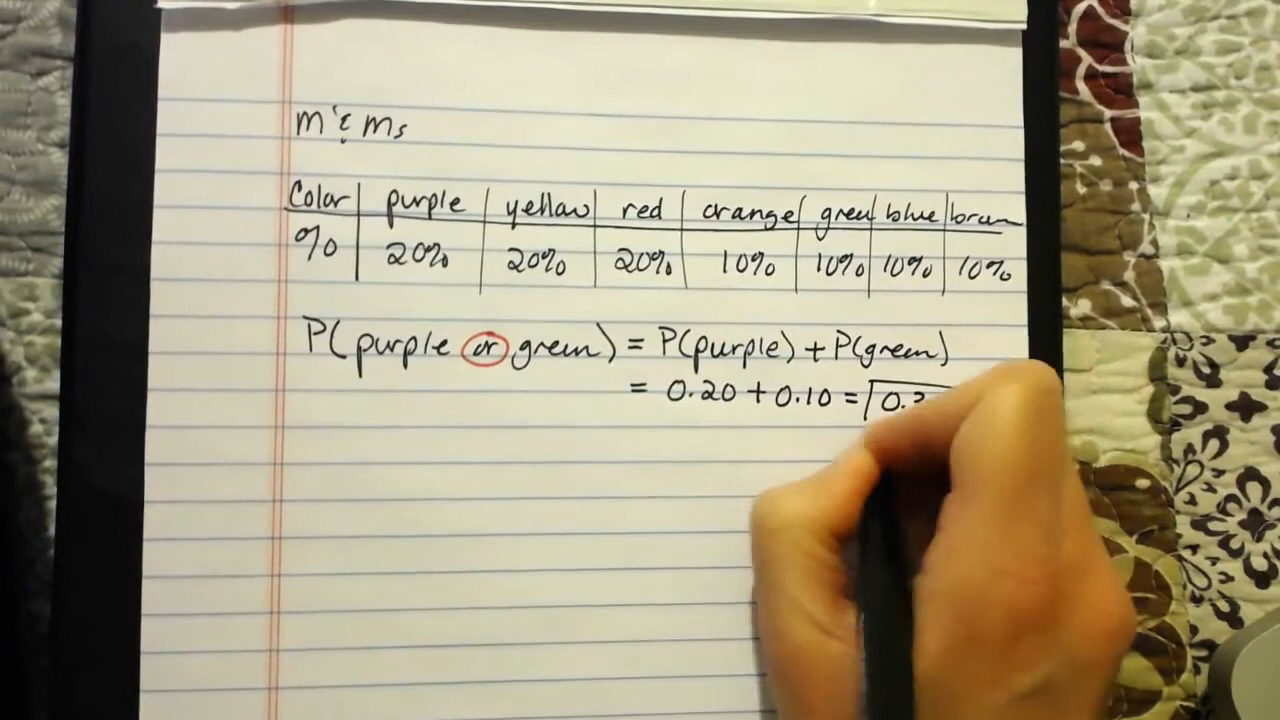 M'&Ms
Color purple yellow red orange green blue brown
% 20% 20% 20% 10% 10% 10% 10%
P(purple or green) = P(purple) + P(green)
= 0.20 + 0.10 =